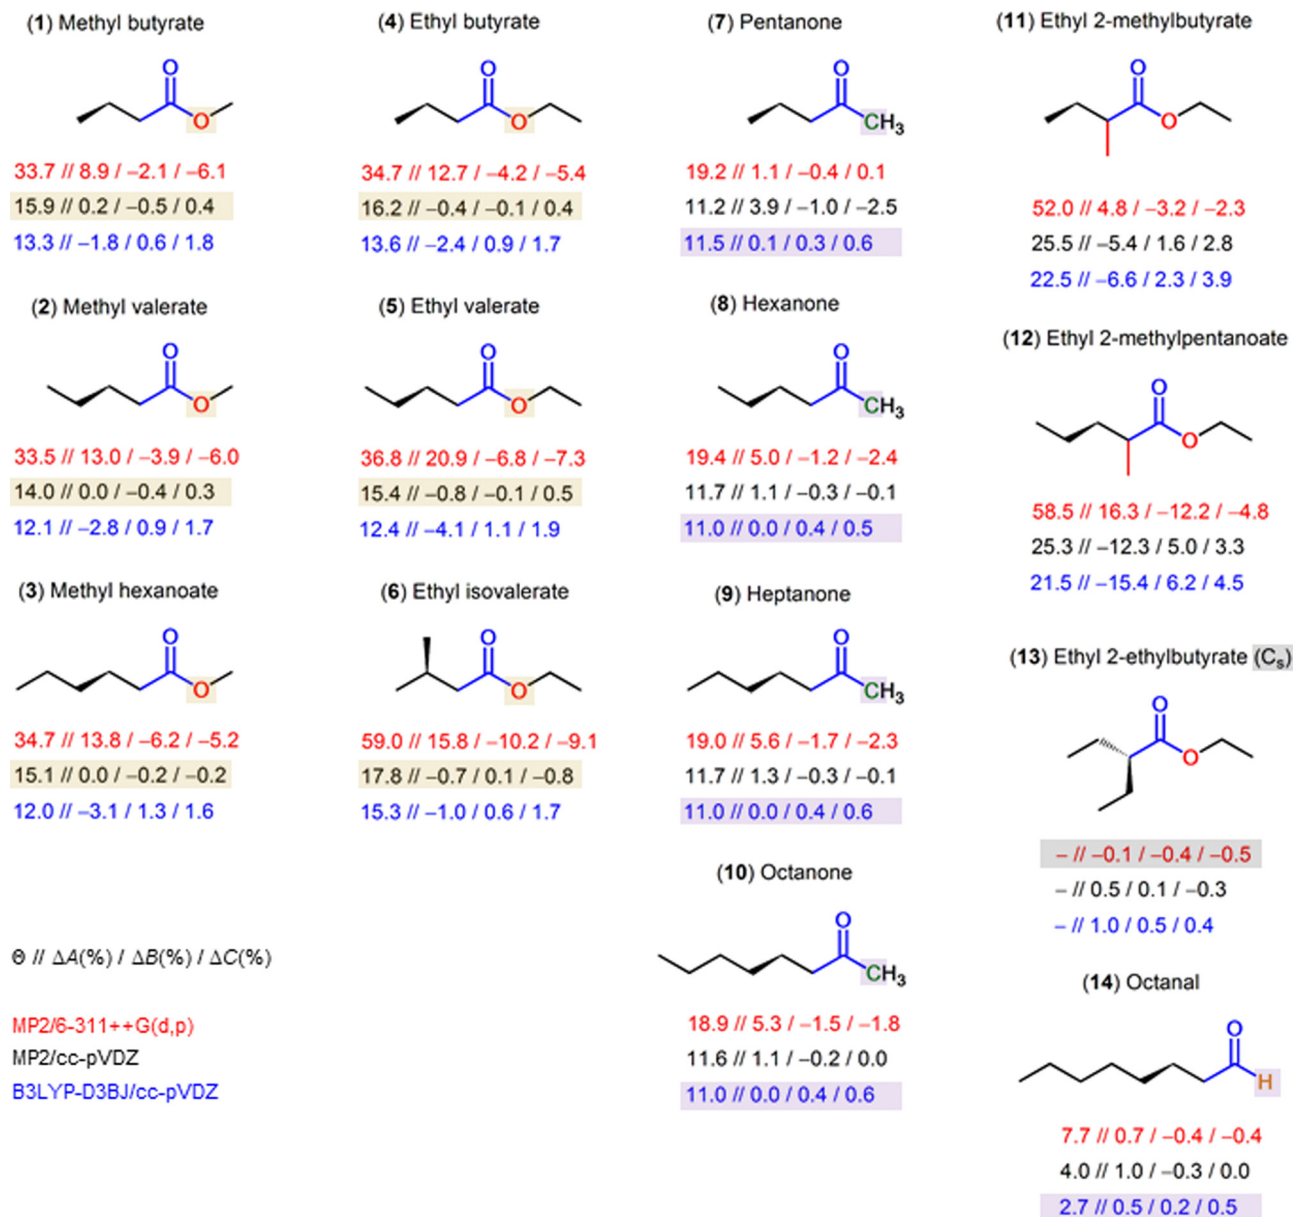 (1) Methyl butyrate
O
O
33.7 // 8.9 / −2.1 / −6.1
15.9 // 0.2 / −0.5 / 0.4
13.3 // −1.8 / 0.6 / 1.8
(2) Methyl valerate
O
O
33.5 // 13.0 / −3.9 / −6.0
14.0 // 0.0 / −0.4 / 0.3
12.1 // −2.8 / 0.9 / 1.7
(3) Methyl hexanoate
O
O
34.7 // 13.8 / −6.2 / −5.2
15.1 // 0.0 / −0.2 / −0.2
12.0 // −3.1 / 1.3 / 1.6
Θ // ΔA(%) / ΔB(%) / ΔC(%)
MP2/6-311++G(d,p)
MP2/cc-pVDZ
B3LYP-D3BJ/cc-pVDZ
(4) Ethyl butyrate
O
O
34.7 // 12.7 / −4.2 / −5.4
16.2 // −0.4 / −0.1 / 0.4
13.6 // −2.4 / 0.9 / 1.7
(5) Ethyl valerate
O
O
36.8 // 20.9 / −6.8 / −7.3
15.4 // −0.8 / −0.1 / 0.5
12.4 // −4.1 / 1.1 / 1.9
(6) Ethyl isovalerate
O
O
59.0 // 15.8 / −10.2 / −9.1
17.8 // −0.7 / 0.1 / −0.8
15.3 // −1.0 / 0.6 / 1.7
(7) Pentanone
O
CH3
19.2 // 1.1 / −0.4 / 0.1
11.2 // 3.9 / −1.0 / −2.5
11.5 // 0.1 / 0.3 / 0.6
(8) Hexanone
O
CH3
19.4 // 5.0 / −1.2 / −2.4
11.7 // 1.1 / −0.3 / −0.1
11.0 // 0.0 / 0.4 / 0.5
(9) Heptanone
O
CH3
19.0 // 5.6 / −1.7 / −2.3
11.7 // 1.3 / −0.3 / −0.1
11.0 // 0.0 / 0.4 / 0.6
(10) Octanone
O
CH3
18.9 // 5.3 / −1.5 / −1.8
11.6 // 1.1 / −0.2 / 0.0
11.0 // 0.0 / 0.4 / 0.6
(11) Ethyl 2-methylbutyrate
O
O
52.0 // 4.8 / −3.2 / −2.3
25.5 // −5.4 / 1.6 / 2.8
22.5 // −6.6 / 2.3 / 3.9
(12) Ethyl 2-methylpentanoate
O
O
58.5 // 16.3 / −12.2 / −4.8
25.3 // −12.3 / 5.0 / 3.3
21.5 // −15.4 / 6.2 / 4.5
(13) Ethyl 2-ethylbutyrate (Cs)
O
O
− // −0.1 / −0.4 / −0.5
− // 0.5 / 0.1 / −0.3
− // 1.0 / 0.5 / 0.4
(14) Octanal
O
H
7.7 // 0.7 / −0.4 / −0.4
4.0 // 1.0 / −0.3 / 0.0
2.7 // 0.5 / 0.2 / 0.5